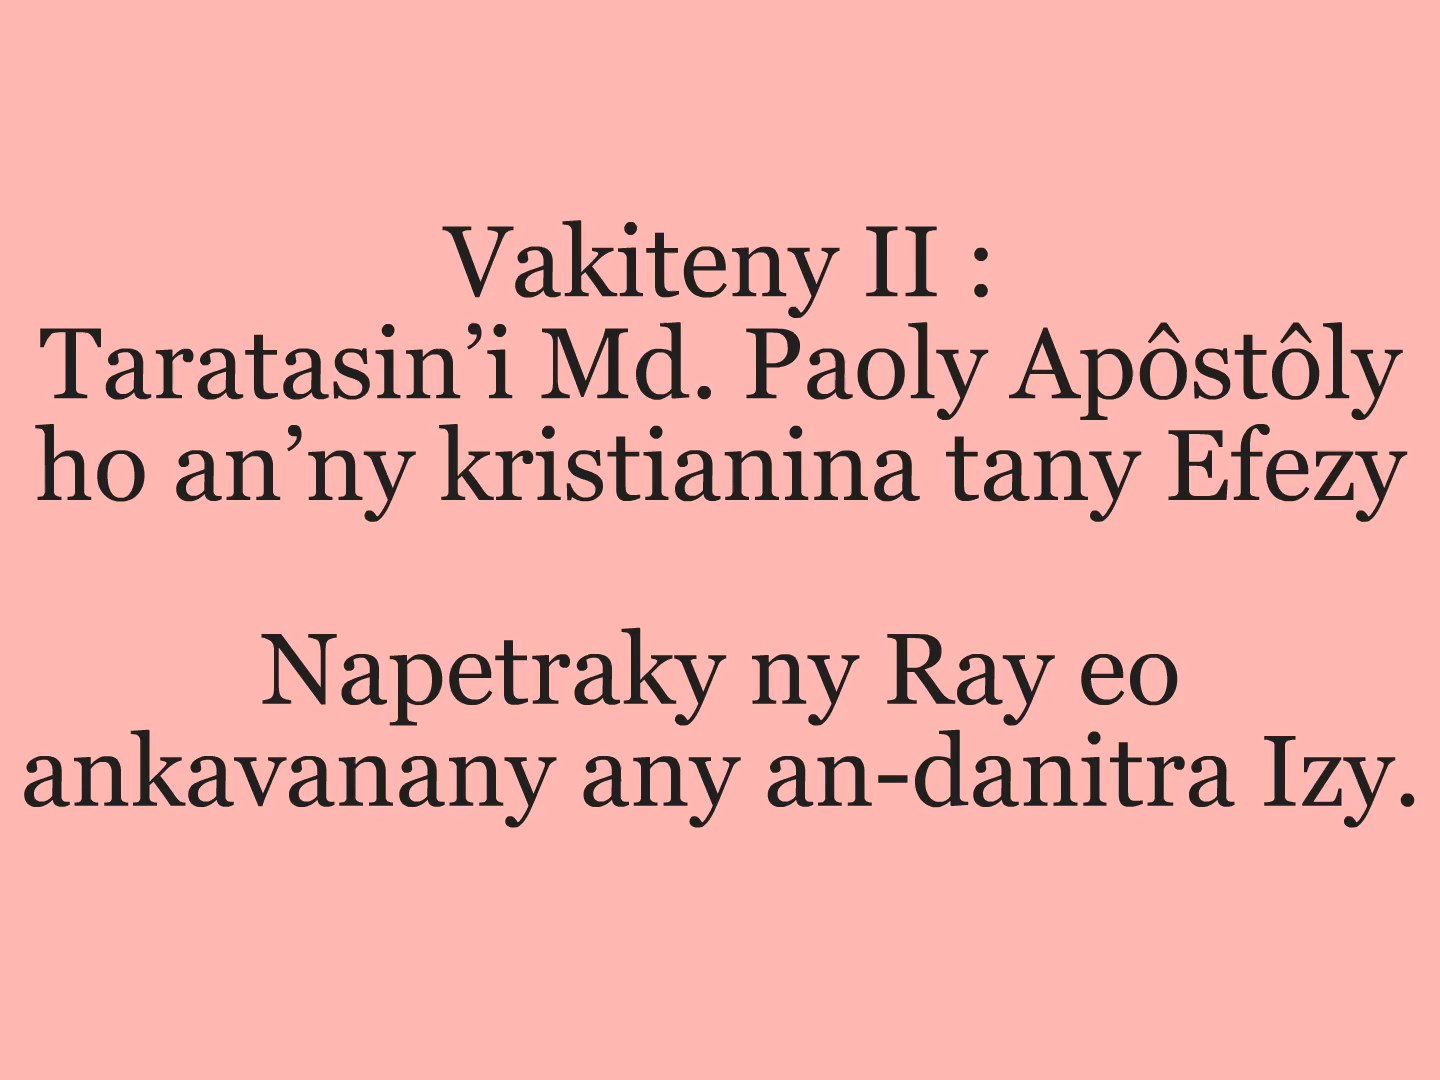 Vakiteny II :
Taratasin’i Md. Paoly Apôstôly
ho an’ny kristianina tany Efezy
Napetraky ny Ray eo
ankavanany any an-danitra Izy.